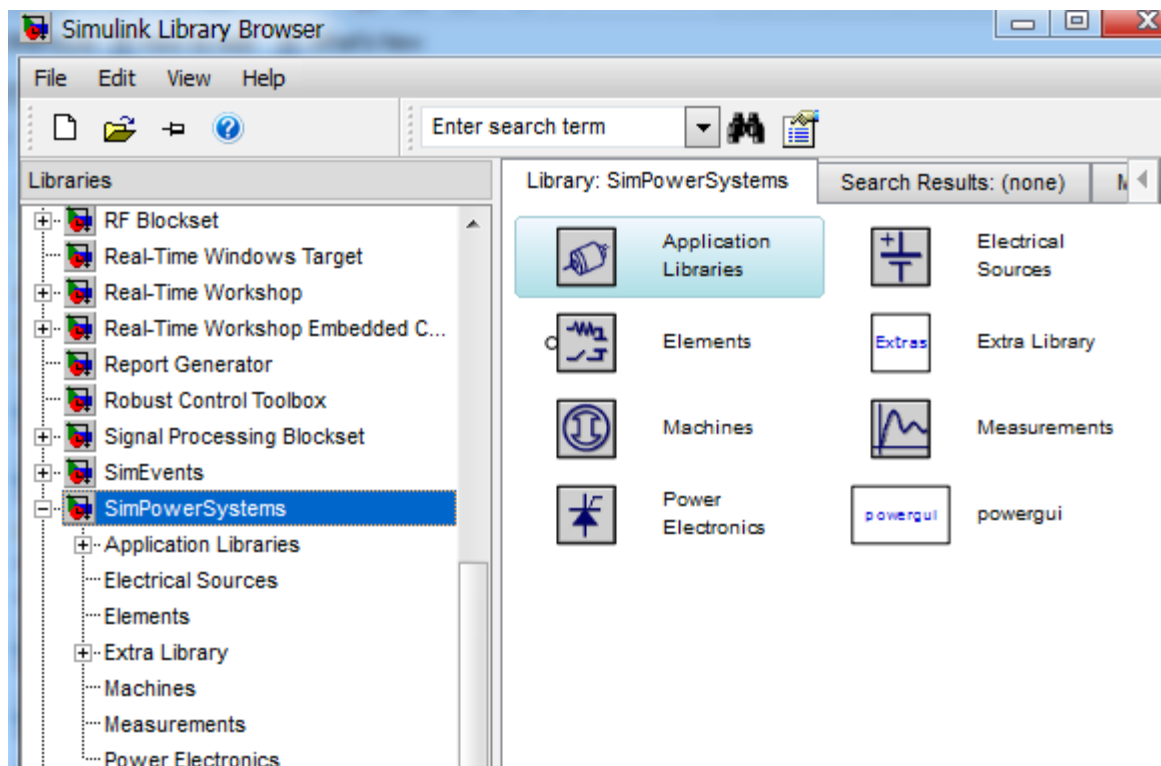 Simulink Library Browser
File Edit View Help
Enter search term
Libraries
RF Blockset
Real-Time Windows Target
Real-Time Workshop
Real-Time Workshop Embedded C...
Report Generator
Robust Control Toolbox
Signal Processing Blockset
SimEvents
SimPowerSystems
Application Libraries
Electrical Sources
Elements
Extra Library
Machines
Measurements
Power Electronics
Library: SimPowerSystems Search Results: (none)
Application
Libraries
Electrical
Sources
Elements
Extras
Extra Library
Machines
Measurements
Power
Electronics
powergui
powergui